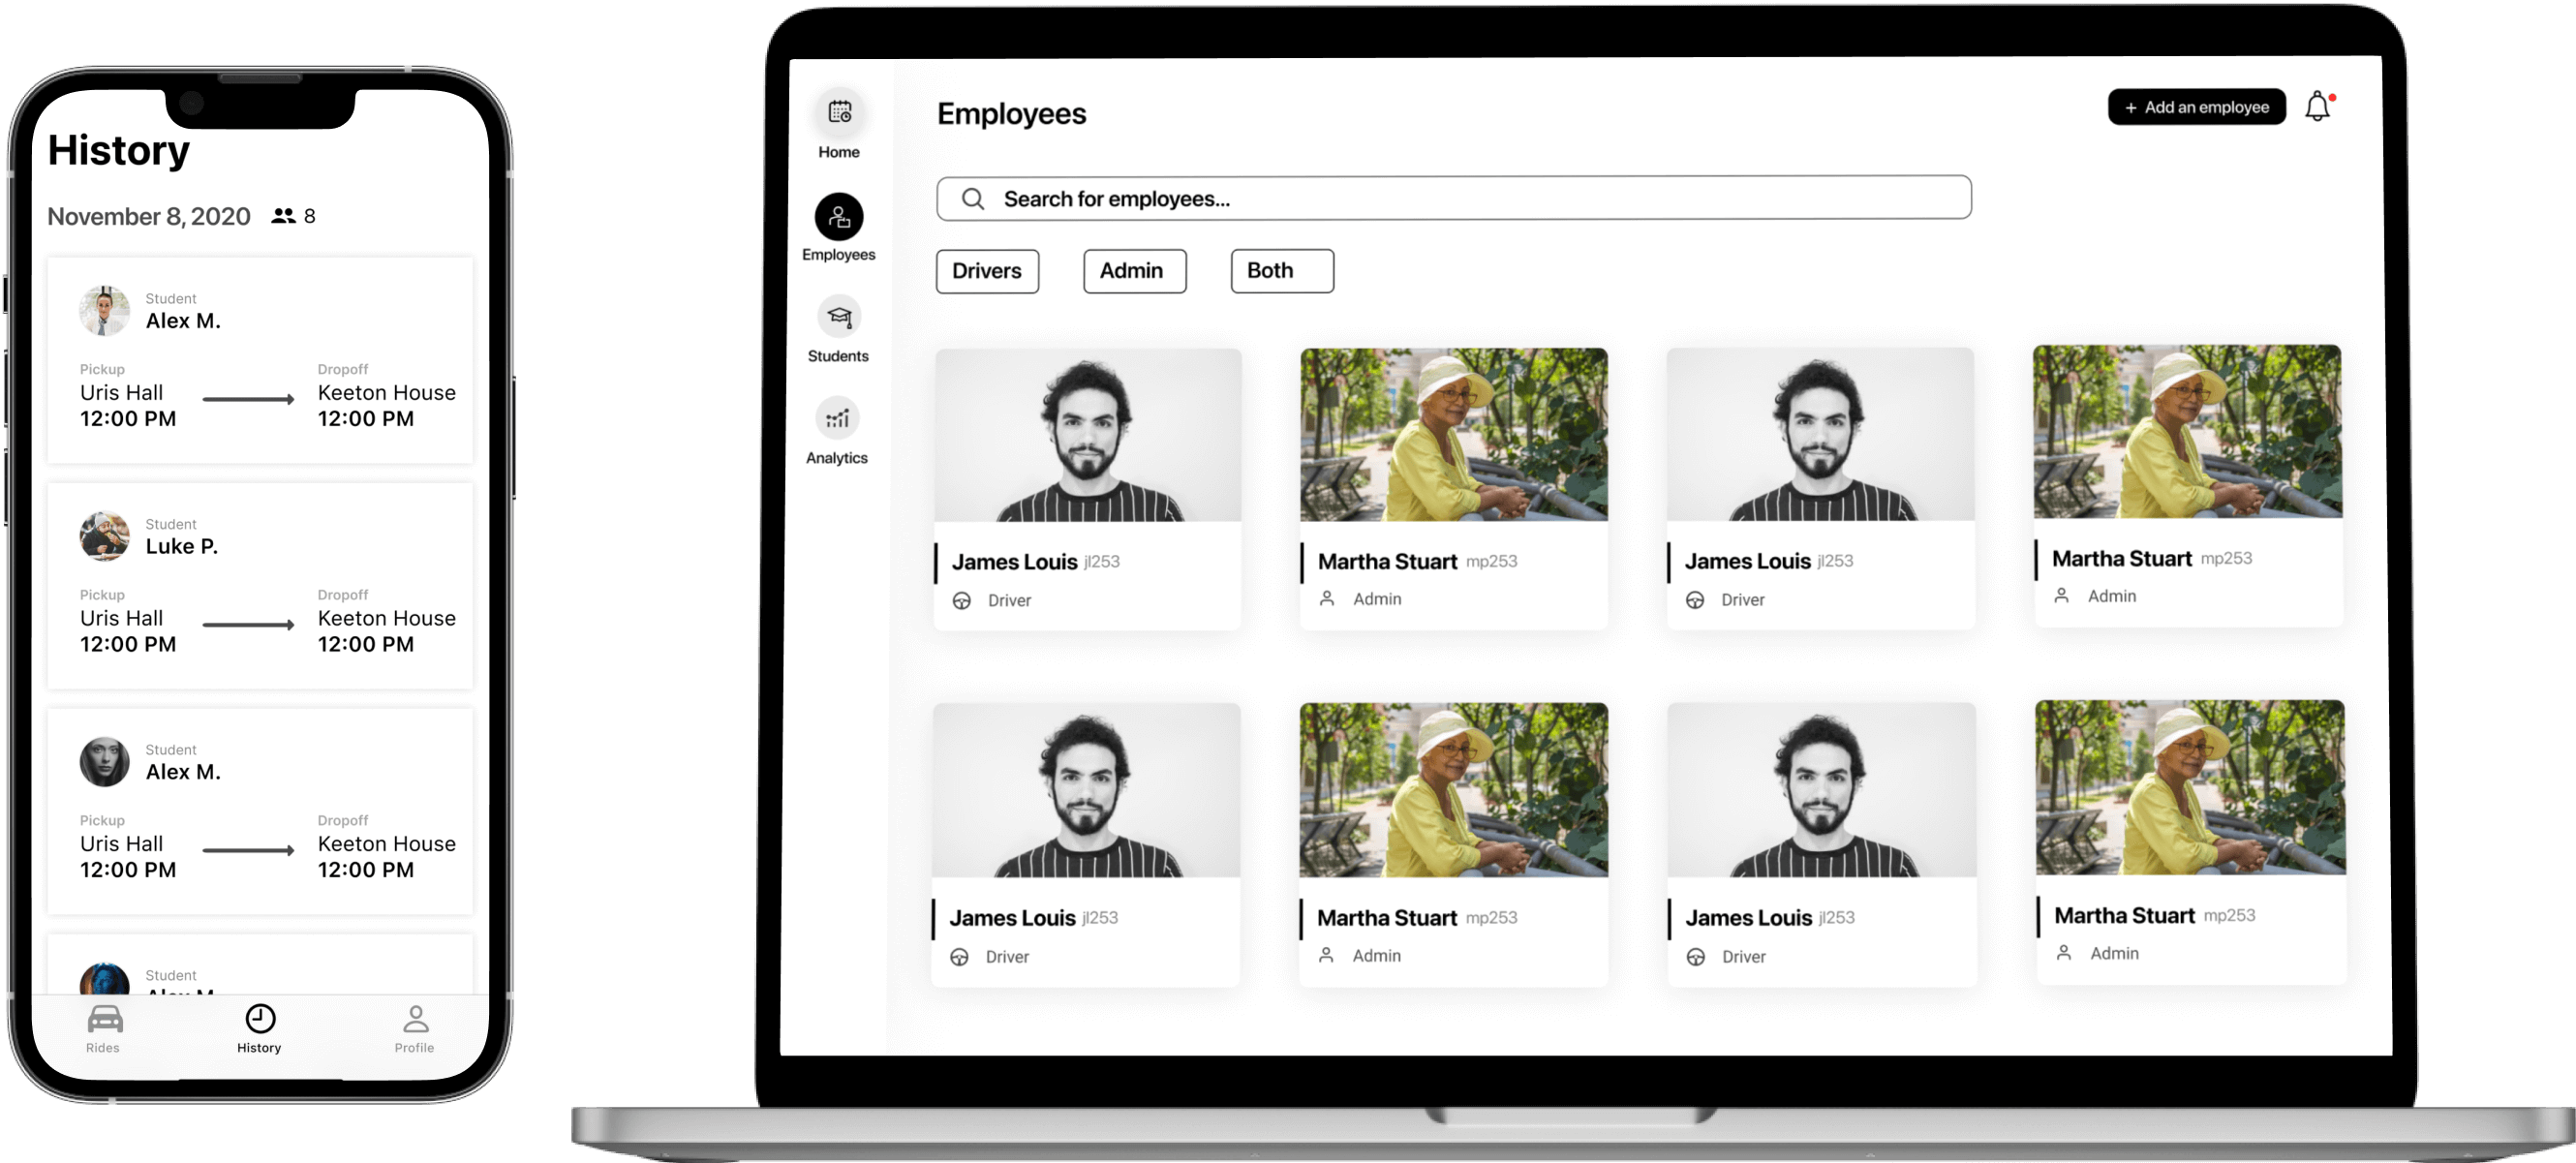 History
November 8, 2020 8
Student
Alex M.
Pickup Dropoff
Uris Hall Keeton House
12:00 PM 12:00 PM
Student
Luke P.
Pickup Dropoff
Uris Hall Keeton House
12:00 PM 12:00 PM
Student
Alex M.
Pickup Dropoff
Uris Hall Keeton House
12:00 PM 12:00 PM
Student
Alex M.
Rides History Profile
Home
Employees
Students
Analytics
Employees
+ Add an employee
Search for employees...
Drivers Admin Both
James Louis jl253 Martha Stuart mp253 James Louis jl253 Martha Stuart mp253
Driver Admin Driver Admin
James Louis jl253 Martha Stuart mp253 James Louis jl253 Martha Stuart mp253
Driver Admin Driver Admin